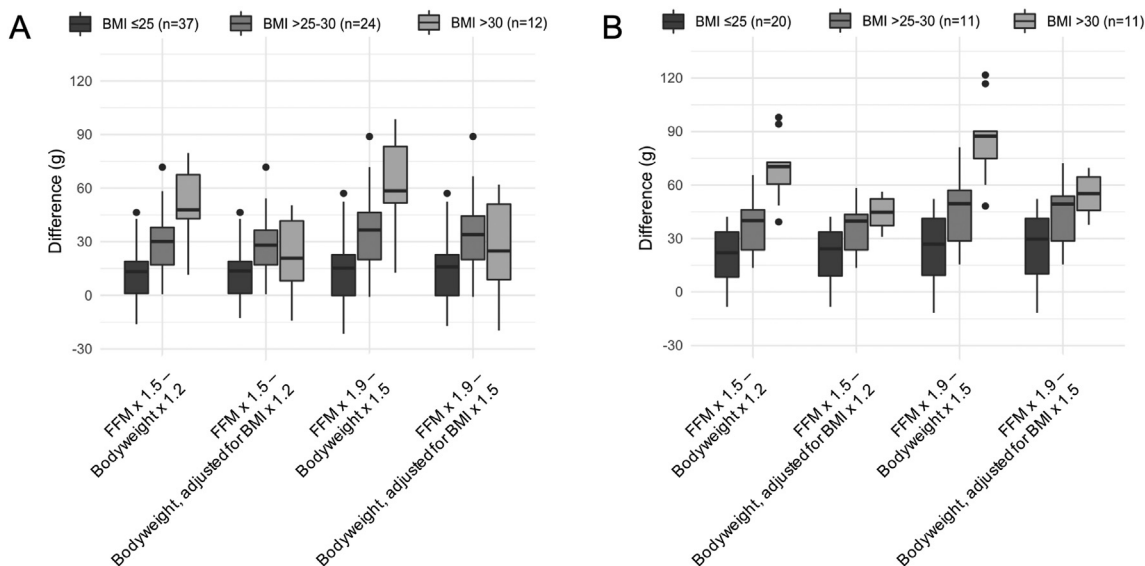 A
BMI ≤25 (n=37)
BMI >25-30 (n=24)
BMI >30 (n=12)
Difference (g)
120
90
60
30
0
-30
FFM x 1.5 –
Bodyweight x 1.2
FFM x 1.5 –
Bodyweight, adjusted for BMI x 1.2
FFM x 1.9 –
Bodyweight x 1.5
FFM x 1.9 –
Bodyweight, adjusted for BMI x 1.5
B
BMI ≤25 (n=20)
BMI >25-30 (n=11)
BMI >30 (n=11)
Difference (g)
120
90
60
30
0
-30
FFM x 1.5 –
Bodyweight x 1.2
FFM x 1.5 –
Bodyweight, adjusted for BMI x 1.2
FFM x 1.9 –
Bodyweight x 1.5
FFM x 1.9 –
Bodyweight, adjusted for BMI x 1.5